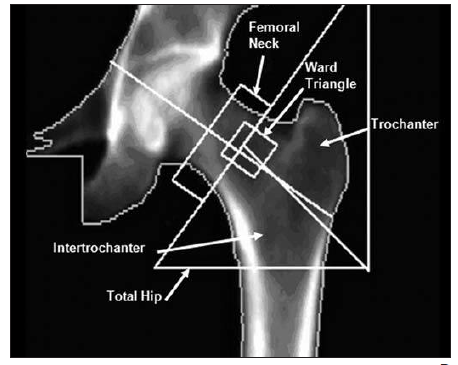 Femoral
Neck
Ward
Triangle
Trochanter
Intertrochanter
Total Hip